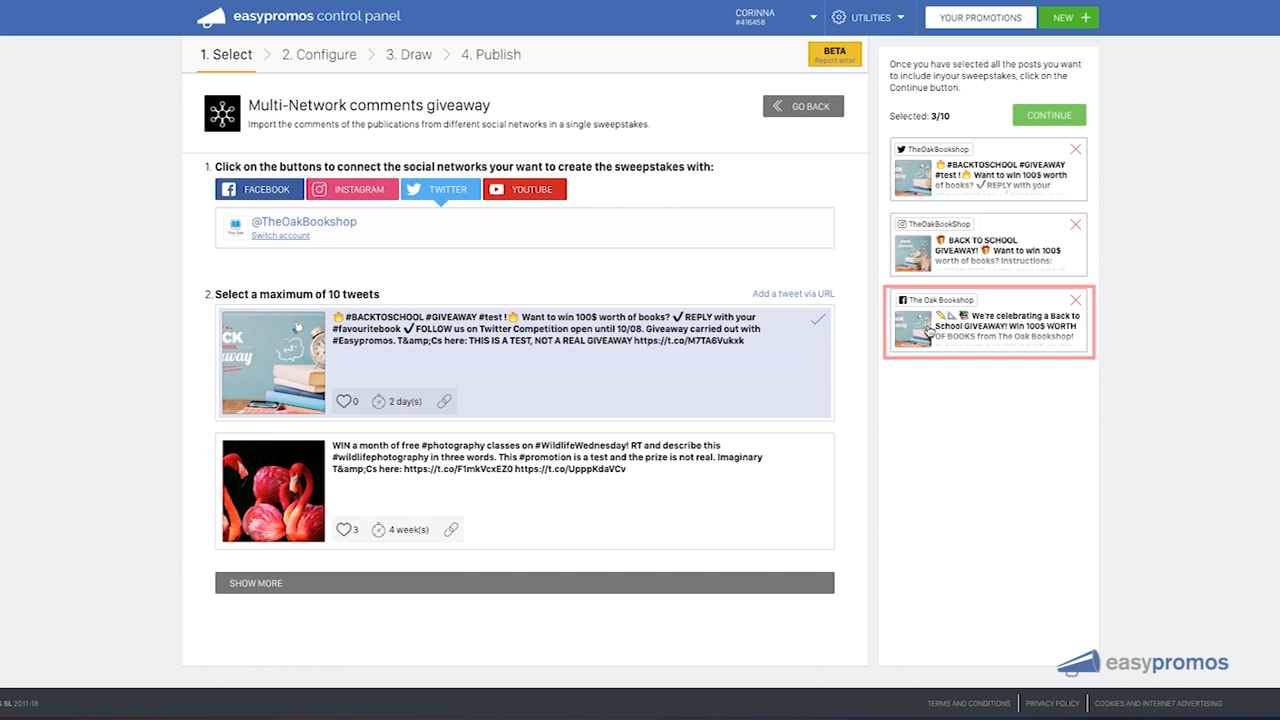 easypromos control panel
CORINNA
#416458
UTILITIES
YOUR PROMOTIONS
NEW +
1. Select
2. Configure
3. Draw
4. Publish
BETA
Report error
Multi-Network comments giveaway
Import the comments of the publications from different social networks in a single sweepstakes.
GO BACK
1. Click on the buttons to connect the social networks your want to create the sweepstakes with:
FACEBOOK
INSTAGRAM
TWITTER
YOUTUBE
@TheOakBookshop
Switch account
2. Select a maximum of 10 tweets
Add a tweet via URL
🔥#BACKTOSCHOOL #GIVEAWAY #test !🔥 Want to win 100$ worth of books? ✔REPLY with your
#favouritebook ✔FOLLOW us on Twitter Competition open until 10/08. Giveaway carried out with
#Easypromos. T&amp;Cs here: THIS IS A TEST, NOT A REAL GIVEAWAY https://t.co/M7TA6Vukxk
0
2 day(s)
WIN a month of free #photography classes on #WildlifeWednesday! RT and describe this
#wildlifephotography in three words. This #promotion is a test and the prize is not real. Imaginary
T&amp;Cs here: https://t.co/F1mkVcxEZ0 https://t.co/UpppKdaVCv
3
4 week(s)
SHOW MORE
Once you have selected all the posts you want
to include inyour sweepstakes, click on the
Continue button.
Selected: 3/10
CONTINUE
TheOakBookshop
🔥#BACKTOSCHOOL #GIVEAWAY
#test !🔥 Want to win 100$ worth
of books? ✔REPLY with your
TheOakBookShop
BACK TO SCHOOL
GIVEAWAY! Want to win 100$
worth of books? Instructions:
The Oak Bookshop
✏📐📚 We're celebrating a Back to
School GIVEAWAY! Win 100$ WORTH
OF BOOKS from The Oak Bookshop!
easypromos
S SL 2011-18
TERMS AND CONDITIONS
PRIVACY POLICY
COOKIES AND INTERNET ADVERTISING